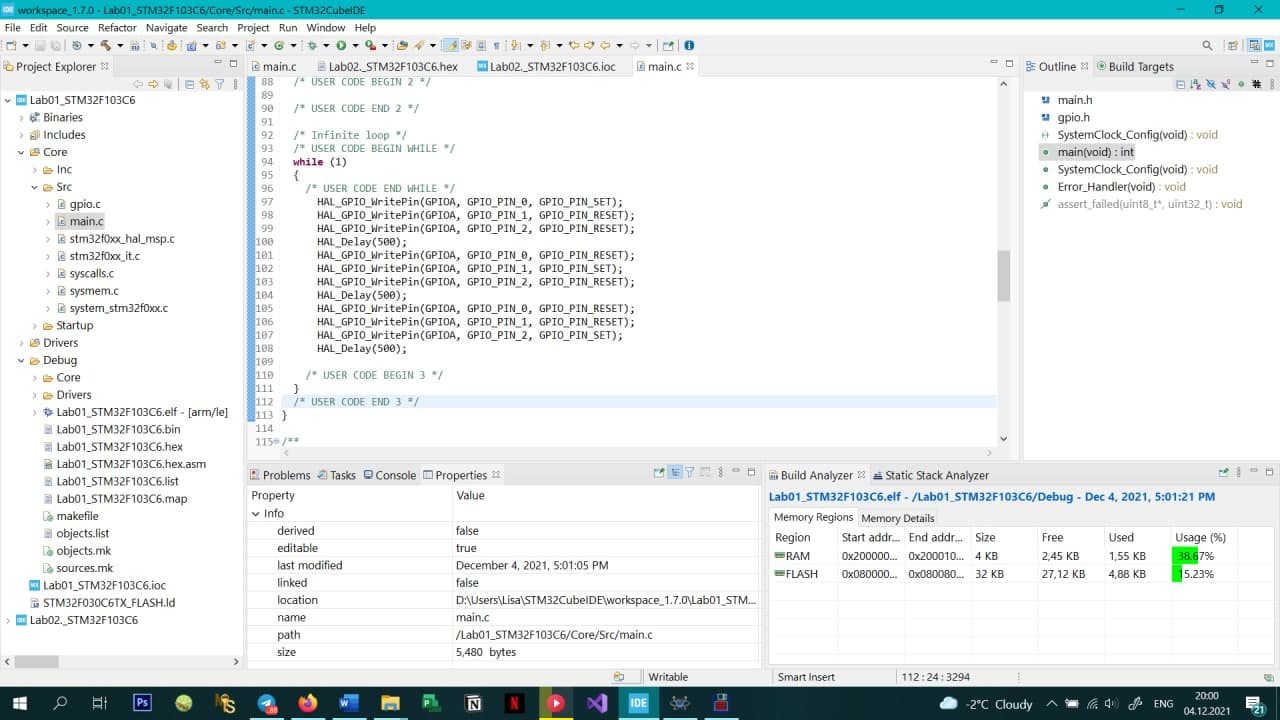 workspace_1.7.0 - Lab01_STM32F103C6/Core/Src/main.c - STM32CubeIDE
File Edit Source Refactor Navigate Search Project Run Window Help
Project Explorer
Lab01_STM32F103C6
Binaries
Includes
Core
Inc
Src
gpio.c
main.c
stm32f0xx_hal_msp.c
stm32f0xx_it.c
syscalls.c
sysmem.c
system_stm32f0xx.c
Startup
Drivers
Debug
Core
Drivers
Lab01_STM32F103C6.elf - [arm/le]
Lab01_STM32F103C6.bin
Lab01_STM32F103C6.hex
Lab01_STM32F103C6.hex.asm
Lab01_STM32F103C6.list
Lab01_STM32F103C6.map
makefile
objects.list
objects.mk
sources.mk
Lab01_STM32F103C6.ioc
STM32F030C6TX_FLASH.ld
Lab02._STM32F103C6
main.c Lab02._STM32F103C6.hex Lab02._STM32F103C6.ioc main.c
88 /* USER CODE BEGIN 2 */
89
90 /* USER CODE END 2 */
91
92 /* Infinite loop */
93 /* USER CODE BEGIN WHILE */
94 while (1)
95 {
96 /* USER CODE END WHILE */
97 HAL_GPIO_WritePin(GPIOA, GPIO_PIN_0, GPIO_PIN_SET);
98 HAL_GPIO_WritePin(GPIOA, GPIO_PIN_1, GPIO_PIN_RESET);
99 HAL_GPIO_WritePin(GPIOA, GPIO_PIN_2, GPIO_PIN_RESET);
100 HAL_Delay(500);
101 HAL_GPIO_WritePin(GPIOA, GPIO_PIN_0, GPIO_PIN_RESET);
102 HAL_GPIO_WritePin(GPIOA, GPIO_PIN_1, GPIO_PIN_SET);
103 HAL_GPIO_WritePin(GPIOA, GPIO_PIN_2, GPIO_PIN_RESET);
104 HAL_Delay(500);
105 HAL_GPIO_WritePin(GPIOA, GPIO_PIN_0, GPIO_PIN_RESET);
106 HAL_GPIO_WritePin(GPIOA, GPIO_PIN_1, GPIO_PIN_RESET);
107 HAL_GPIO_WritePin(GPIOA, GPIO_PIN_2, GPIO_PIN_SET);
108 HAL_Delay(500);
109
110 /* USER CODE BEGIN 3 */
111 }
112 /* USER CODE END 3 */
113 }
114
115 /**
Outline Build Targets
main.h
gpio.h
SystemClock_Config(void) : void
main(void) : int
SystemClock_Config(void) : void
Error_Handler(void) : void
assert_failed(uint8_t*, uint32_t) : void
Problems Tasks Console Properties
Property Value
Info
derived false
editable true
last modified December 4, 2021, 5:01:05 PM
linked false
location D:\Users\Lisa\STM32CubeIDE\workspace_1.7.0\Lab01_STM...
name main.c
path /Lab01_STM32F103C6/Core/Src/main.c
size 5,480 bytes
Build Analyzer Static Stack Analyzer
Lab01_STM32F103C6.elf - /Lab01_STM32F103C6/Debug - Dec 4, 2021, 5:01:21 PM
Memory Regions Memory Details
Region Start addr... End addr... Size Free Used Usage (%)
RAM 0x200000... 0x200010... 4 KB 2,45 KB 1,55 KB 38.67%
FLASH 0x080000... 0x080080... 32 KB 27,12 KB 4,88 KB 15.23%
Writable Smart Insert 112 : 24 : 3294
Ps IDE -2°C Cloudy ENG 20:00
04.12.2021 21